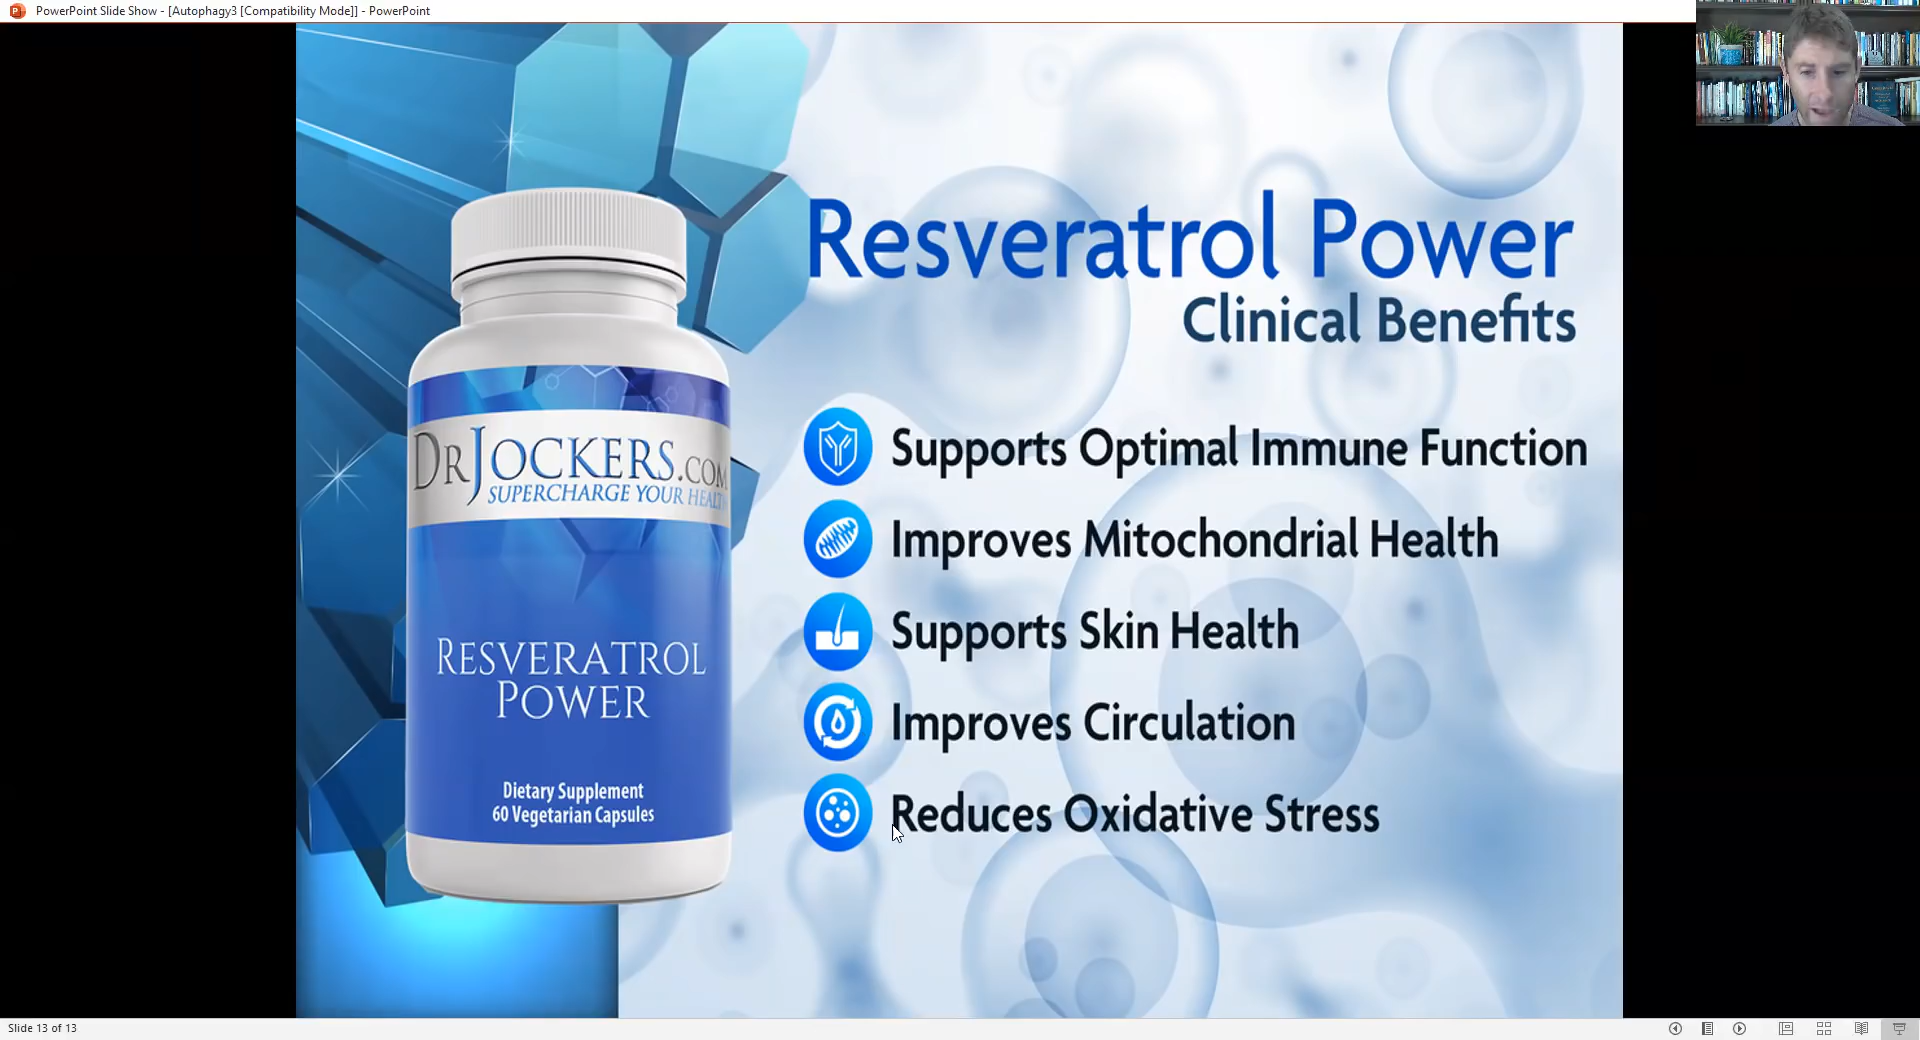 PowerPoint Slide Show - [Autophagy3 [Compatibility Mode]] - PowerPoint
Resveratrol Power
Clinical Benefits
Supports Optimal Immune Function
Improves Mitochondrial Health
Supports Skin Health
Improves Circulation
Reduces Oxidative Stress
DRJOCKERS.COM
SUPERCHARGE YOUR HEALTH
RESVERATROL
POWER
Dietary Supplement
60 Vegetarian Capsules
Slide 13 of 13